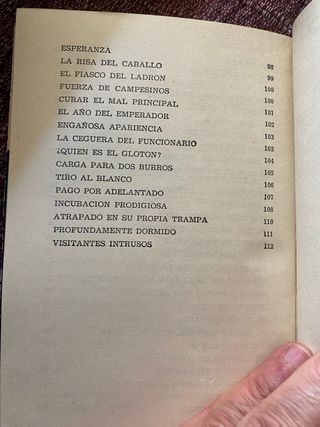 ESPERANZA
LA RISA DEL CABALLO 98
EL FIASCO DEL LADRON 99
FUERZA DE CAMPESINOS 100
CURAR EL MAL PRINCIPAL 100
EL AÑO DEL EMPERADOR 101
ENGAÑOSA APARIENCIA 102
LA CEGUERA DEL FUNCIONARIO 103
¿QUIEN ES EL GLOTON? 103
CARGA PARA DOS BURROS 104
TIRO AL BLANCO 105
PAGO POR ADELANTADO 106
INCUBACION PRODIGIOSA 107
ATRAPADO EN SU PROPIA TRAMPA 108
PROFUNDAMENTE DORMIDO 110
VISITANTES INTRUSOS 111
112